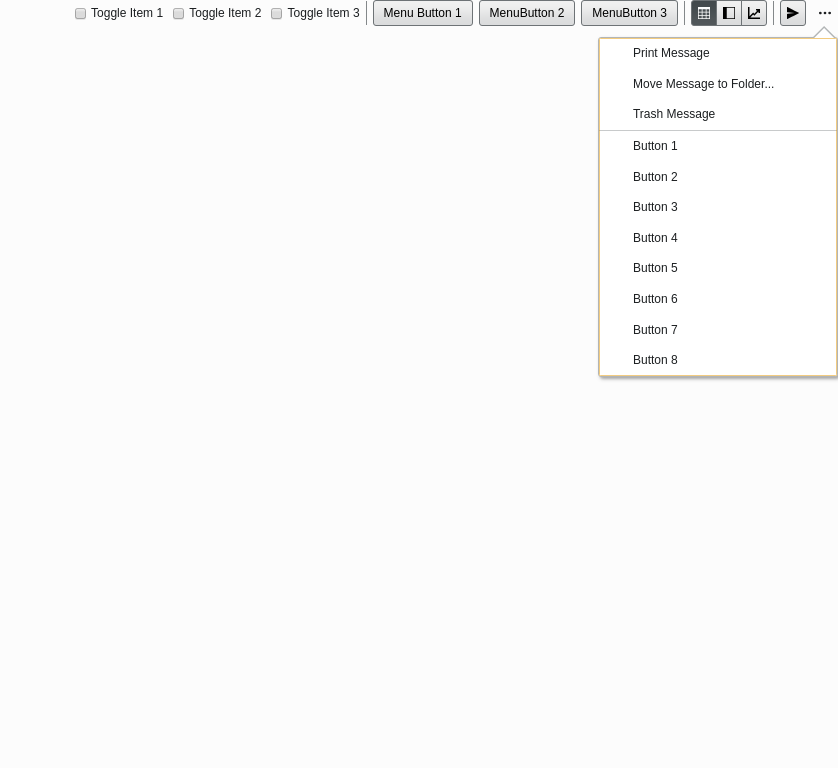 Toggle Item 1 Toggle Item 2 Toggle Item 3 Menu Button 1 MenuButton 2 MenuButton 3
Print Message
Move Message to Folder...
Trash Message
Button 1
Button 2
Button 3
Button 4
Button 5
Button 6
Button 7
Button 8